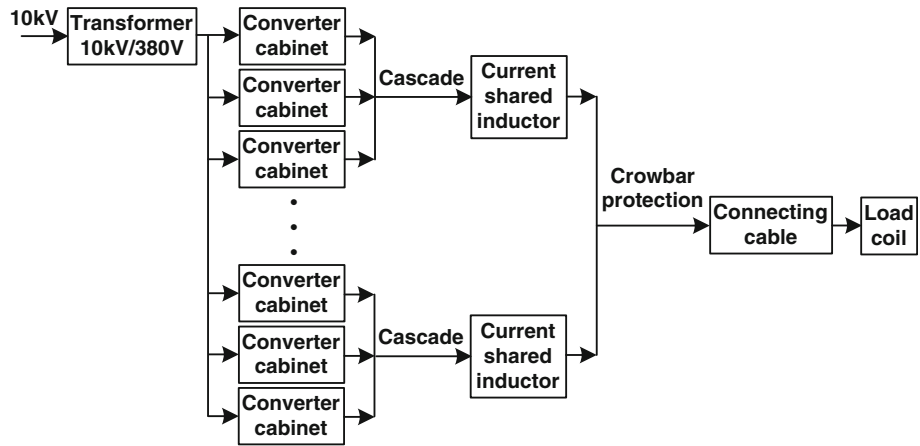 10kV
Transformer
10kV/380V
Converter
cabinet
Converter
cabinet
Converter
cabinet
Cascade
Current
shared
inductor
Crowbar
protection
Connecting
cable
Load
coil
Converter
cabinet
Converter
cabinet
Converter
cabinet
Cascade
Current
shared
inductor